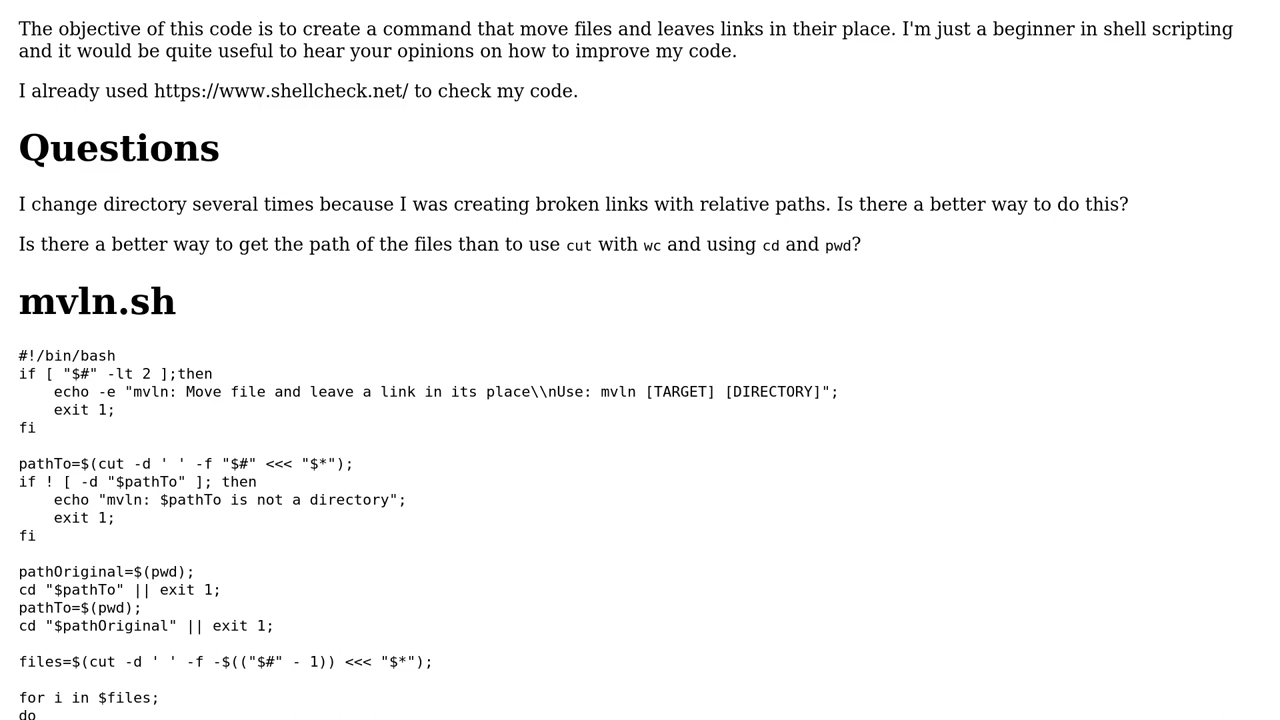 The objective of this code is to create a command that move files and leaves links in their place. I'm just a beginner in shell scripting
and it would be quite useful to hear your opinions on how to improve my code.
I already used https://www.shellcheck.net/ to check my code.
Questions
I change directory several times because I was creating broken links with relative paths. Is there a better way to do this?
Is there a better way to get the path of the files than to use cut with wc and using cd and pwd?
mvln.sh
#!/bin/bash
if [ "$#" -lt 2 ];then
    echo -e "mvln: Move file and leave a link in its place\\nUse: mvln [TARGET] [DIRECTORY]";
    exit 1;
fi
pathTo=$(cut -d ' ' -f "$#" <<< "$*");
if ! [ -d "$pathTo" ]; then
    echo "mvln: $pathTo is not a directory";
    exit 1;
fi
pathOriginal=$(pwd);
cd "$pathTo" || exit 1;
pathTo=$(pwd);
cd "$pathOriginal" || exit 1;
files=$(cut -d ' ' -f -$(("$#" - 1)) <<< "$*");
for i in $files;
do